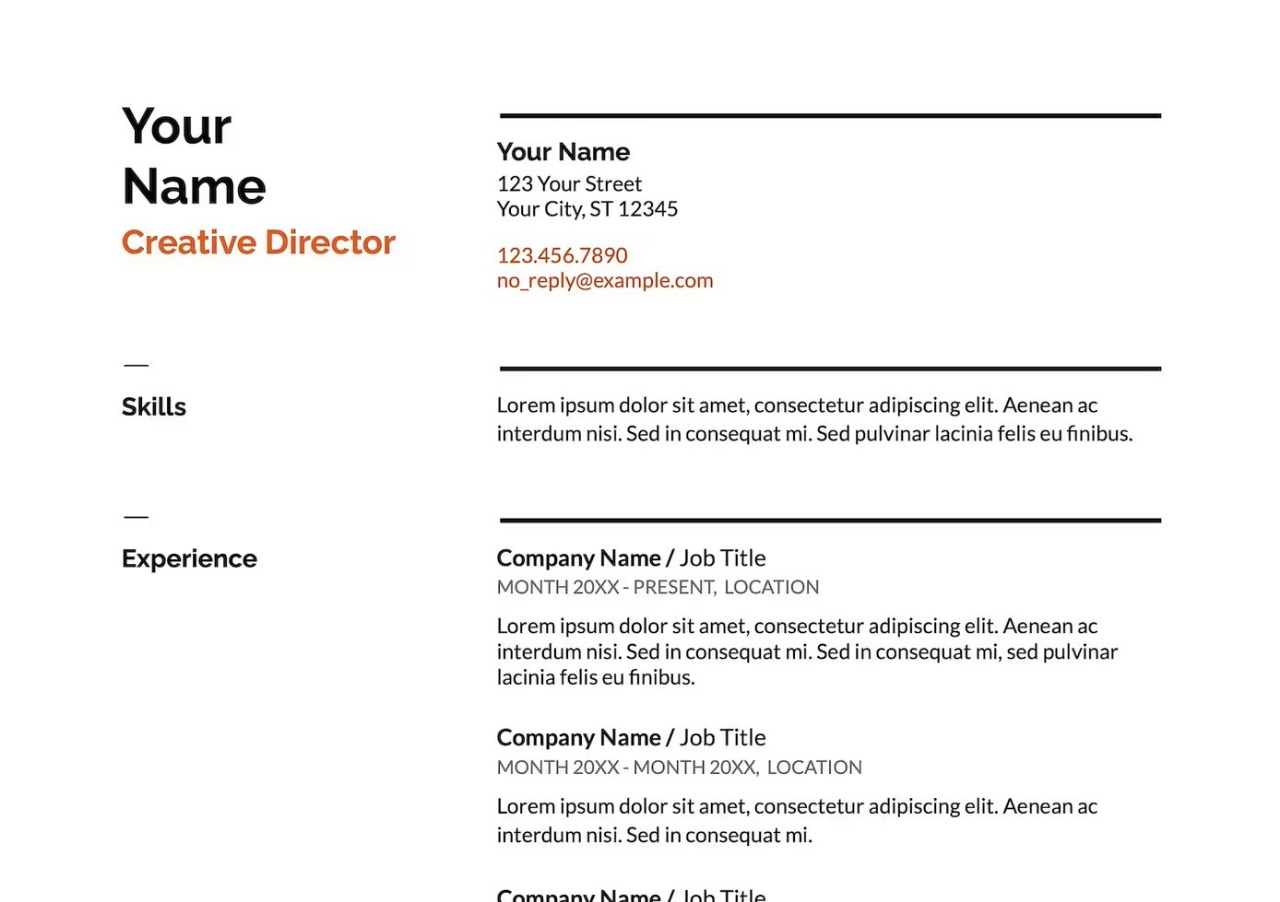 Your
Name
Creative Director
Your Name
123 Your Street
Your City, ST 12345
123.456.7890
no_reply@example.com
—
Skills
Lorem ipsum dolor sit amet, consectetur adipiscing elit. Aenean ac
interdum nisi. Sed in consequat mi. Sed pulvinar lacinia felis eu finibus.
—
Experience
Company Name / Job Title
MONTH 20XX - PRESENT, LOCATION
Lorem ipsum dolor sit amet, consectetur adipiscing elit. Aenean ac
interdum nisi. Sed in consequat mi. Sed in consequat mi, sed pulvinar
lacinia felis eu finibus.
Company Name / Job Title
MONTH 20XX - MONTH 20XX, LOCATION
Lorem ipsum dolor sit amet, consectetur adipiscing elit. Aenean ac
interdum nisi. Sed in consequat mi.
Company Name / Job Title